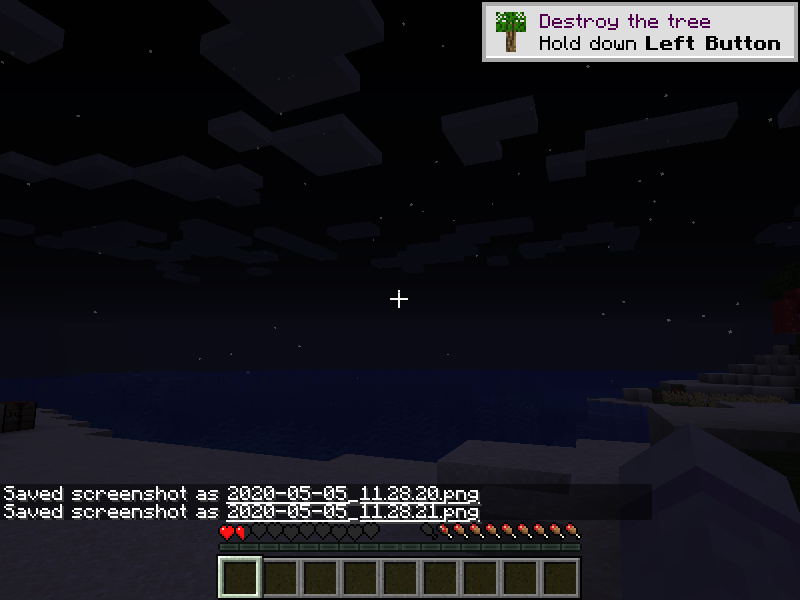 Destroy the tree
Hold down Left Button
Saved screenshot as 2020-05-05_11.28.20.png
Saved screenshot as 2020-05-05_11.28.21.png